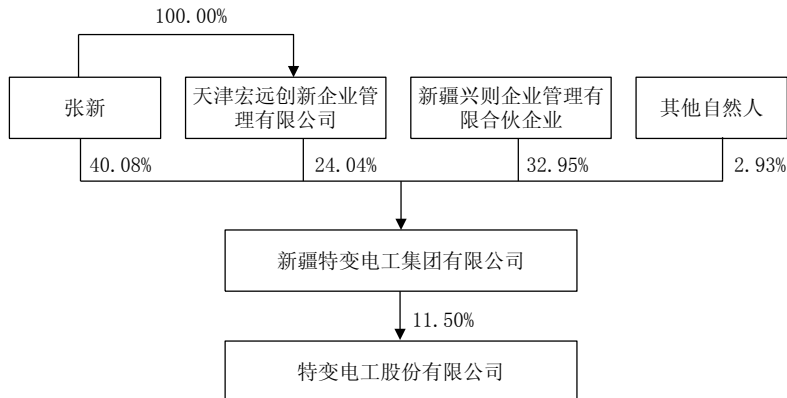 100.00%
张新
天津宏远创新企业管
理有限公司
新疆兴则企业管理有
限合伙企业
其他自然人
40.08%
24.04%
32.95%
2.93%
新疆特变电工集团有限公司
11.50%
特变电工股份有限公司